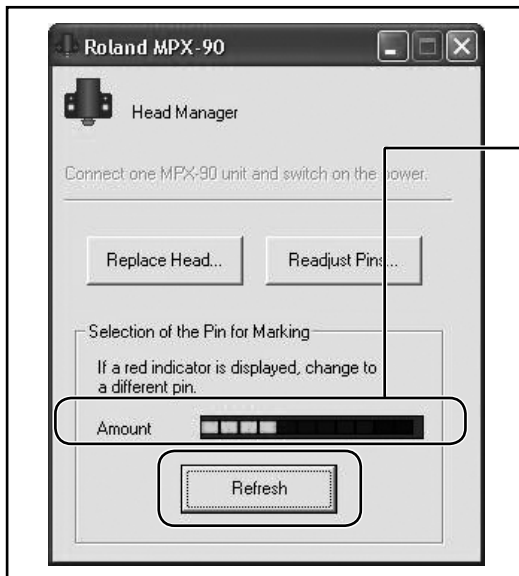 Roland MPX-90
Head Manager
Connect one MPX-90 unit and switch on the power.
Replace Head...
Readjust Pins...
Selection of the Pin for Marking
If a red indicator is displayed, change to
a different pin.
Amount
Refresh